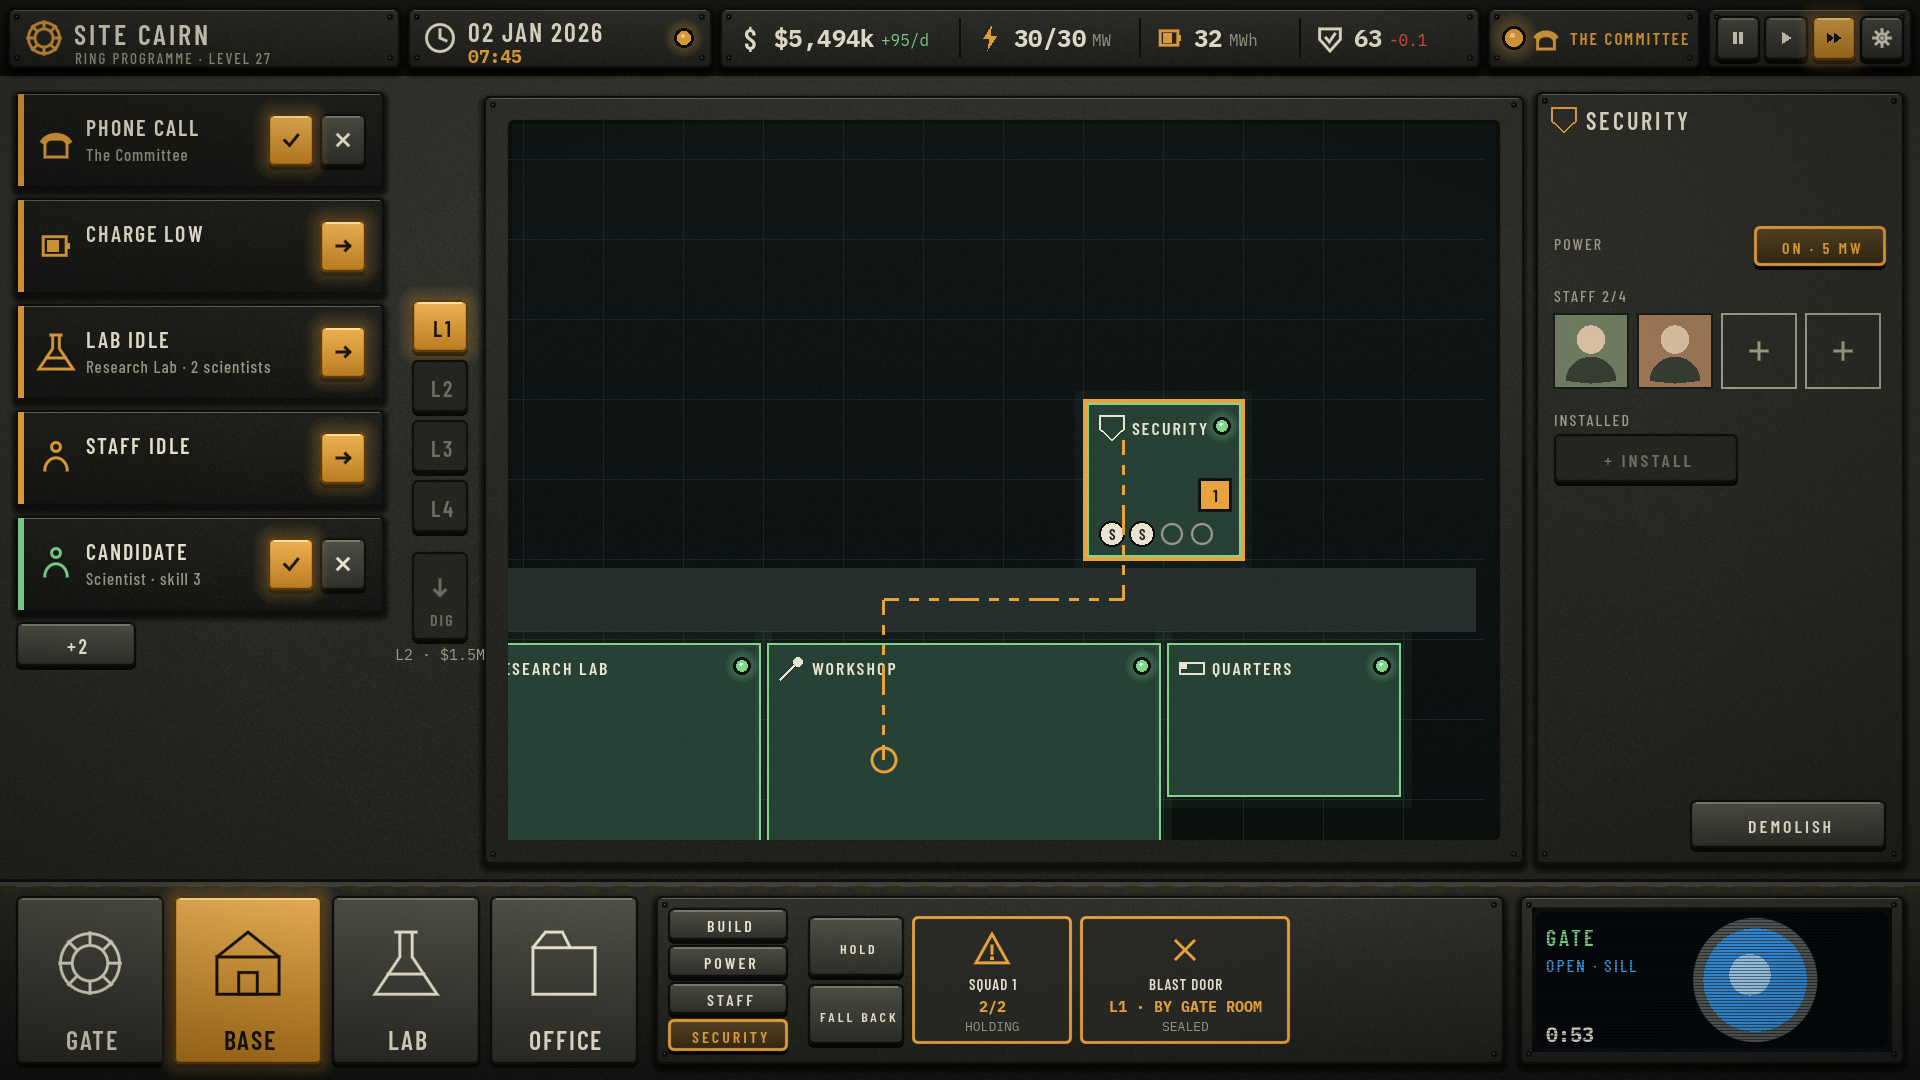 SITE CAIRN
RING PROGRAMME · LEVEL 27
02 JAN 2026
07:45
$ $5,494k +95/d
30/30 MW
32 MWh
63 -0.1
THE COMMITTEE
PHONE CALL
The Committee
CHARGE LOW
LAB IDLE
Research Lab · 2 scientists
STAFF IDLE
CANDIDATE
Scientist · skill 3
+2
L1
L2
L3
L4
DIG
L2 · $1.5M
SECURITY
1
S S
ESEARCH LAB
WORKSHOP
QUARTERS
SECURITY
POWER
ON · 5 MW
STAFF 2/4
+ +
INSTALLED
+ INSTALL
DEMOLISH
GATE
BASE
LAB
OFFICE
BUILD
POWER
STAFF
SECURITY
HOLD
FALL BACK
SQUAD 1
2/2
HOLDING
BLAST DOOR
L1 · BY GATE ROOM
SEALED
GATE
OPEN · SILL
0:53